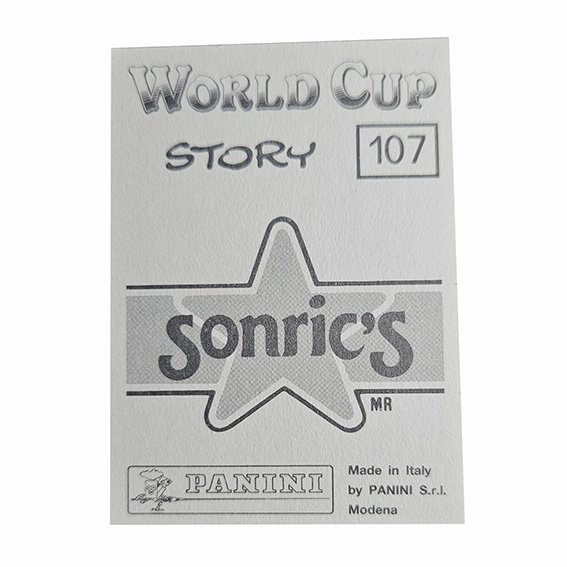 WORLD CUP
STORY 107
Sonric's
MR
PANINI
Made in Italy
by PANINI S.r.l.
Modena